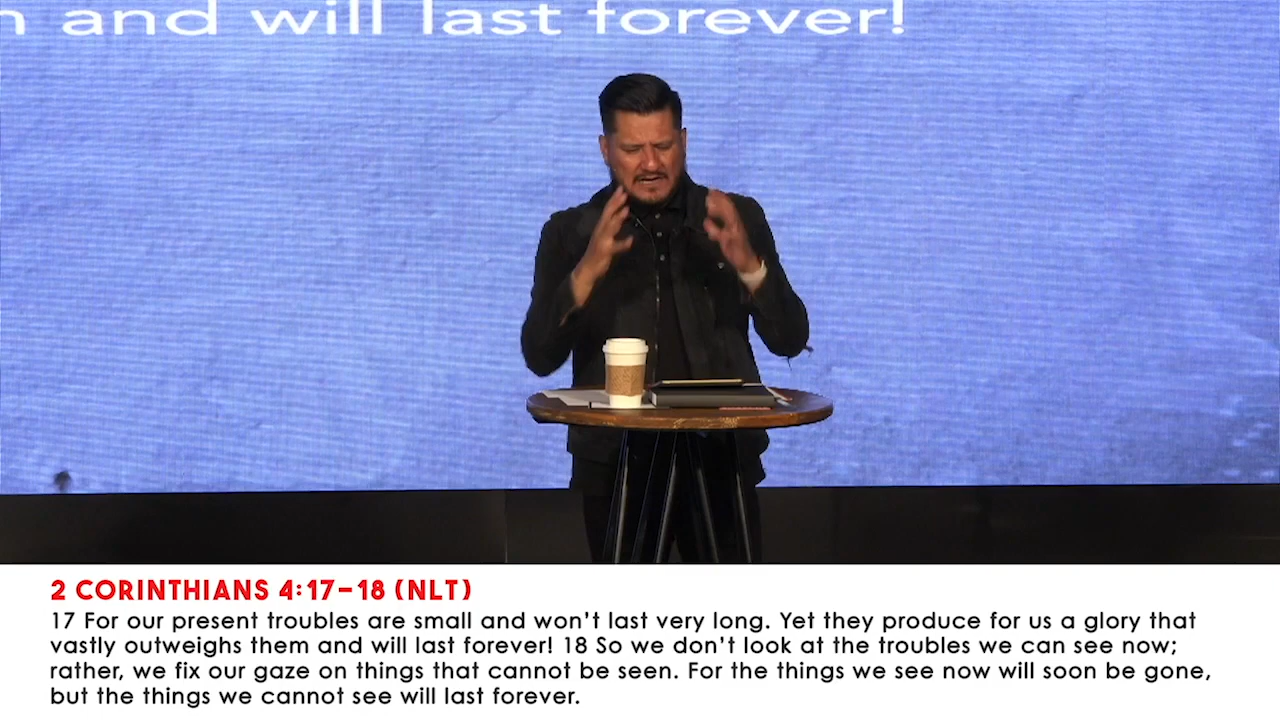 and will last forever!
2 CORINTHIANS 4:17-18 (NLT)
17 For our present troubles are small and won't last very long. Yet they produce for us a glory that
vastly outweighs them and will last forever! 18 So we don't look at the troubles we can see now;
rather, we fix our gaze on things that cannot be seen. For the things we see now will soon be gone,
but the things we cannot see will last forever.